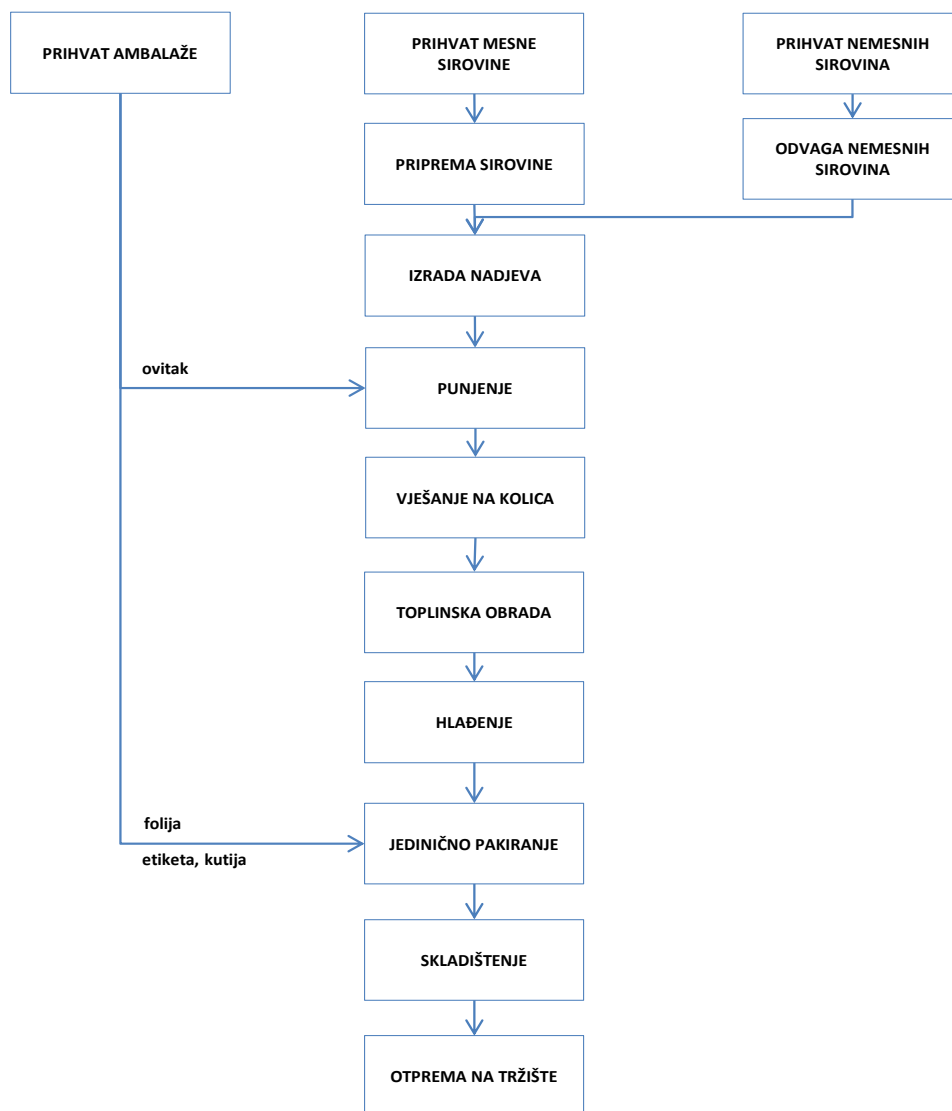 PRIHVAT AMBALAŽE
PRIHVAT MESNE
SIROVINE
PRIHVAT NEMESNIH
SIROVINA
PRIPREMA SIROVINE
ODVAGA NEMESNIH
SIROVINA
IZRADA NADJEVA
ovitak
PUNJENJE
VJEŠANJE NA KOLICA
TOPLINSKA OBRADA
HLAĐENJE
folija
etiketa, kutija
JEDINIČNO PAKIRANJE
SKLADIŠTENJE
OTPREMA NA TRŽIŠTE